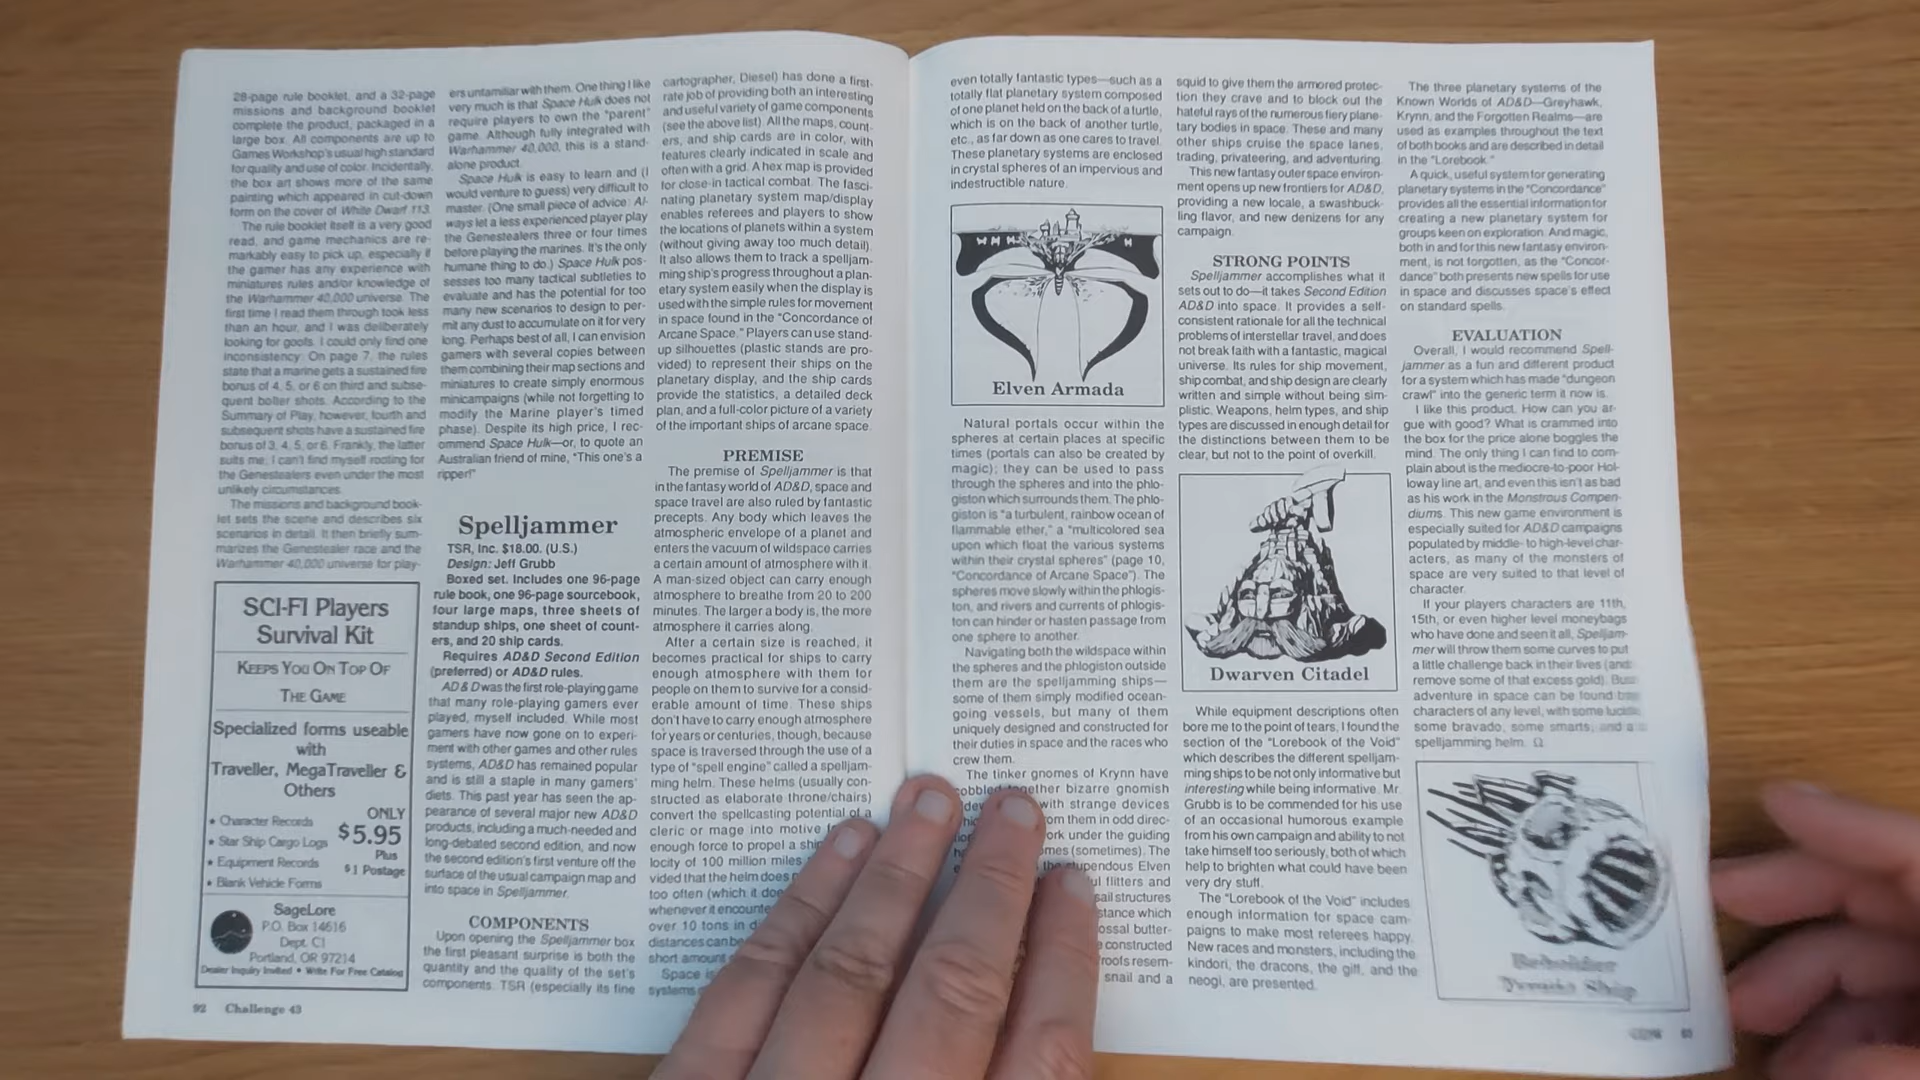 28-page rule booklet, and a 32-page
missions and background booklet
complete the product, packaged in a
large box. All components are up to
Games Workshop's usual high standard
for quality and use of color. Incidentally,
the box art shows more of the same
painting which appeared in cut-down
form on the cover of White Dwarf 113.
The rule booklet itself is a very good
read, and game mechanics are re-
markably easy to pick up, especially if
the gamer has any experience with
miniatures rules and/or knowledge of
the Warhammer 40,000 universe. The
first time I read them through took less
than an hour, and I was deliberately
looking for goofs. I could only find one
inconsistency: On page 7, the rules
state that a marine gets a sustained fire
bonus of 4, 5, or 6 on third and subse-
quent bolter shots. According to the
Summary of Play, however, fourth and
subsequent shots have a sustained fire
bonus of 3, 4, 5, or 6. Frankly, the latter
suits me; I can't find myself rooting for
the Genestealers even under the most
unlikely circumstances.
The missions and background book-
let sets the scene and describes six
scenarios in detail. It then briefly sum-
marizes the Genestealer race and the
Warhammer 40,000 universe for play-
SCI-FI Players
Survival Kit
KEEPS YOU ON TOP OF
THE GAME
Specialized forms useable
with
Traveller, MegaTraveller &
Others
• Character Records
• Star Ship Cargo Logs
• Equipment Records
• Blank Vehicle Forms
ONLY
$5.95
Plus
$1 Postage
SageLore
P.O. Box 14616
Dept. C1
Portland, OR 97214
Dealer Inquiry Invited • Write For Free Catalog
92 Challenge 43
ers unfamiliar with them. One thing I like
very much is that Space Hulk does not
require players to own the "parent"
game. Although fully integrated with
Warhammer 40,000, this is a stand-
alone product.
Space Hulk is easy to learn and (I
would venture to guess) very difficult to
master. (One small piece of advice: Al-
ways let a less experienced player play
the Genestealers three or four times
before playing the marines. It's the only
humane thing to do.) Space Hulk pos-
sesses too many tactical subtleties to
evaluate and has the potential for too
many new scenarios to design to per-
mit any dust to accumulate on it for very
long. Perhaps best of all, I can envision
gamers with several copies between
them combining their map sections and
miniatures to create simply enormous
minicampaigns (while not forgetting to
modify the Marine player's timed
phase). Despite its high price, I rec-
ommend Space Hulk—or, to quote an
Australian friend of mine, "This one's a
ripper!"
Spelljammer
TSR, Inc. $18.00. (U.S.)
Design: Jeff Grubb
Boxed set. Includes one 96-page
rule book, one 96-page sourcebook,
four large maps, three sheets of
standup ships, one sheet of count-
ers, and 20 ship cards.
Requires AD&D Second Edition
(preferred) or AD&D rules.
AD&D was the first role-playing game
that many role-playing gamers ever
played, myself included. While most
gamers have now gone on to experi-
ment with other games and other rules
systems, AD&D has remained popular
and is still a staple in many gamers'
diets. This past year has seen the ap-
pearance of several major new AD&D
products, including a much-needed and
long-debated second edition, and now
the second edition's first venture off the
surface of the usual campaign map and
into space in Spelljammer.
COMPONENTS
Upon opening the Spelljammer box
the first pleasant surprise is both the
quantity and the quality of the set's
components. TSR (especially its fine
cartographer, Diesel) has done a first-
rate job of providing both an interesting
and useful variety of game components
(see the above list). All the maps, count-
ers, and ship cards are in color, with
features clearly indicated in scale and
often with a grid. A hex map is provided
for close-in tactical combat. The fasci-
nating planetary system map/display
enables referees and players to show
the locations of planets within a system
(without giving away too much detail).
It also allows them to track a spelljam-
ming ship's progress throughout a plan-
etary system easily when the display is
used with the simple rules for movement
in space found in the "Concordance of
Arcane Space." Players can use stand-
up silhouettes (plastic stands are pro-
vided) to represent their ships on the
planetary display, and the ship cards
provide the statistics, a detailed deck
plan, and a full-color picture of a variety
of the important ships of arcane space.
PREMISE
The premise of Spelljammer is that
in the fantasy world of AD&D, space and
space travel are also ruled by fantastic
precepts. Any body which leaves the
atmospheric envelope of a planet and
enters the vacuum of wildspace carries
a certain amount of atmosphere with it.
A man-sized object can carry enough
atmosphere to breathe from 20 to 200
minutes. The larger a body is, the more
atmosphere it carries along.
After a certain size is reached, it
becomes practical for ships to carry
enough atmosphere with them for
people on them to survive for a consid-
erable amount of time. These ships
don't have to carry enough atmosphere
for years or centuries, though, because
space is traversed through the use of a
type of "spell engine" called a spelljam-
ming helm. These helms (usually con-
structed as elaborate throne/chairs)
convert the spellcasting potential of a
cleric or mage into motive
enough force to propel a ship
locity of 100 million miles
vided that the helm does
too often (which it doe
whenever it encounte
over 10 tons in d
distances can be
short amount
Space is
systems
even totally fantastic types—such as a
totally flat planetary system composed
of one planet held on the back of a turtle,
which is on the back of another turtle,
etc., as far down as one cares to travel.
These planetary systems are enclosed
in crystal spheres of an impervious and
indestructible nature.
Elven Armada
Natural portals occur within the
spheres at certain places at specific
times (portals can also be created by
magic); they can be used to pass
through the spheres and into the phlo-
giston which surrounds them. The phlo-
giston is "a turbulent, rainbow ocean of
flammable ether," a "multicolored sea
upon which float the various systems
within their crystal spheres" (page 10,
"Concordance of Arcane Space"). The
spheres move slowly within the phlogis-
ton, and rivers and currents of phlogis-
ton can hinder or hasten passage from
one sphere to another.
Navigating both the wildspace within
the spheres and the phlogiston outside
them are the spelljamming ships—
some of them simply modified ocean-
going vessels, but many of them
uniquely designed and constructed for
their duties in space and the races who
crew them.
The tinker gnomes of Krynn have
cobbled together bizarre gnomish
with strange devices
om them in odd direc-
ork under the guiding
omes (sometimes). The
the stupendous Elven
ul flitters and
sail structures
stance which
ossal butter-
constructed
roofs resem-
snail and a
squid to give them the armored protec-
tion they crave and to block out the
hateful rays of the numerous fiery plane-
tary bodies in space. These and many
other ships cruise the space lanes,
trading, privateering, and adventuring.
This new fantasy outer space environ-
ment opens up new frontiers for AD&D,
providing a new locale, a swashbuck-
ling flavor, and new denizens for any
campaign.
STRONG POINTS
Spelljammer accomplishes what it
sets out to do—it takes Second Edition
AD&D into space. It provides a self-
consistent rationale for all the technical
problems of interstellar travel, and does
not break faith with a fantastic, magical
universe. Its rules for ship movement,
ship combat, and ship design are clearly
written and simple without being sim-
plistic. Weapons, helm types, and ship
types are discussed in enough detail for
the distinctions between them to be
clear, but not to the point of overkill.
Dwarven Citadel
While equipment descriptions often
bore me to the point of tears, I found the
section of the "Lorebook of the Void"
which describes the different spelljam-
ming ships to be not only informative but
interesting while being informative. Mr.
Grubb is to be commended for his use
of an occasional humorous example
from his own campaign and ability to not
take himself too seriously, both of which
help to brighten what could have been
very dry stuff.
The "Lorebook of the Void" includes
enough information for space cam-
paigns to make most referees happy.
New races and monsters, including the
kindori, the dracons, the giff, and the
neogi, are presented.
The three planetary systems of the
Known Worlds of AD&D—Greyhawk,
Krynn, and the Forgotten Realms—are
used as examples throughout the text
of both books and are described in detail
in the "Lorebook."
A quick, useful system for generating
planetary systems in the "Concordance"
provides all the essential information for
creating a new planetary system for
groups keen on exploration. And magic,
both in and for this new fantasy environ-
ment, is not forgotten, as the "Concor-
dance" both presents new spells for use
in space and discusses space's effect
on standard spells.
EVALUATION
Overall, I would recommend Spell-
jammer as a fun and different product
for a system which has made "dungeon
crawl" into the generic term it now is.
I like this product. How can you ar-
gue with good? What is crammed into
the box for the price alone boggles the
mind. The only thing I can find to com-
plain about is the mediocre-to-poor Hol-
loway line art, and even this isn't as bad
as his work in the Monstrous Compen-
diums. This new game environment is
especially suited for AD&D campaigns
populated by middle- to high-level char-
acters, as many of the monsters of
space are very suited to that level of
character.
If your players characters are 11th,
15th, or even higher level moneybags
who have done and seen it all, Spelljam-
mer will throw them some curves to put
a little challenge back in their lives (and
remove some of that excess gold). But
adventure in space can be found
characters of any level, with some
some bravado, some smarts, and a
spelljamming helm. Ω
Beholder
Ship